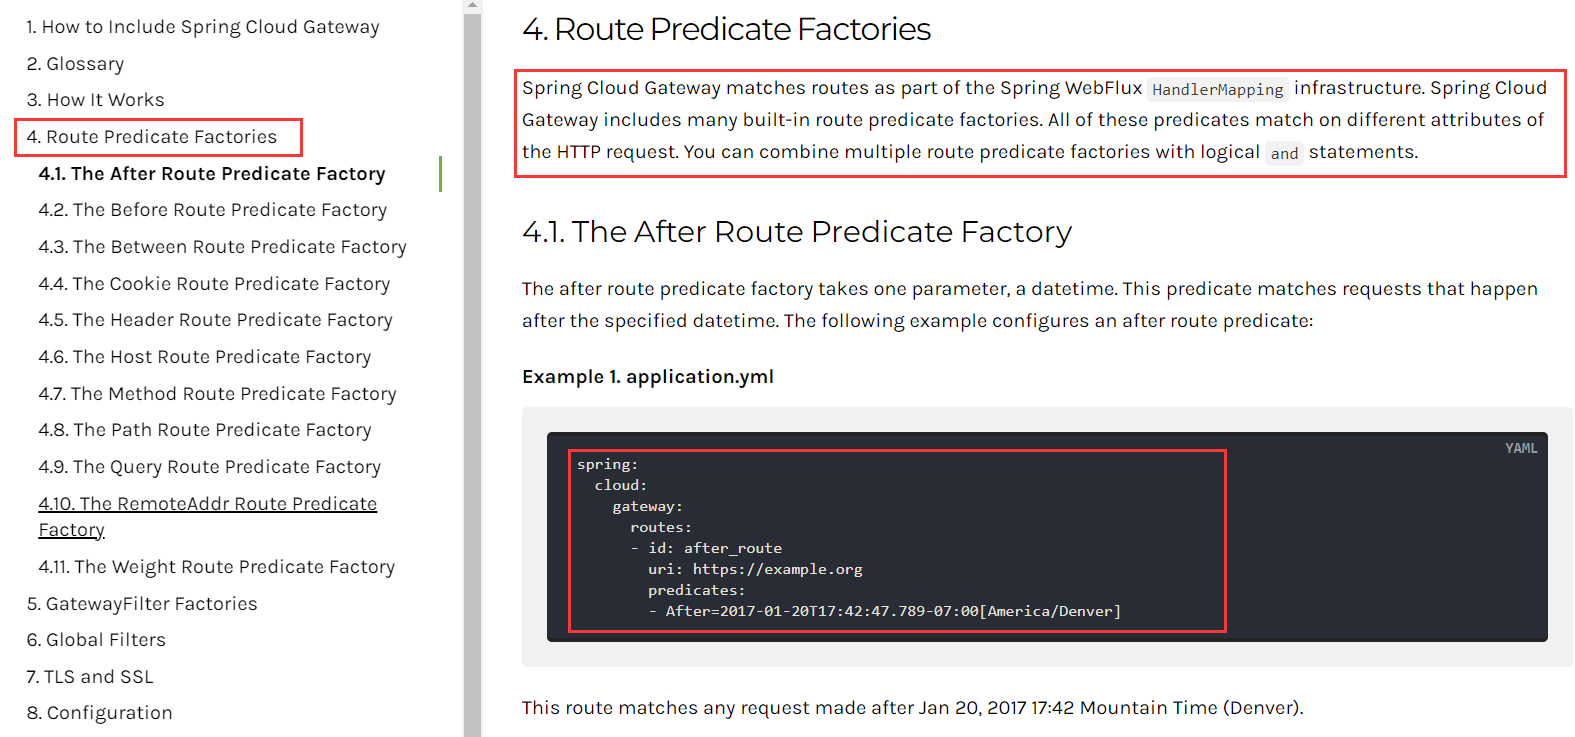 1. How to Include Spring Cloud Gateway
2. Glossary
3. How It Works
4. Route Predicate Factories
4.1. The After Route Predicate Factory
4.2. The Before Route Predicate Factory
4.3. The Between Route Predicate Factory
4.4. The Cookie Route Predicate Factory
4.5. The Header Route Predicate Factory
4.6. The Host Route Predicate Factory
4.7. The Method Route Predicate Factory
4.8. The Path Route Predicate Factory
4.9. The Query Route Predicate Factory
4.10. The RemoteAddr Route Predicate
Factory
4.11. The Weight Route Predicate Factory
5. GatewayFilter Factories
6. Global Filters
7. TLS and SSL
8. Configuration
4. Route Predicate Factories
Spring Cloud Gateway matches routes as part of the Spring WebFlux HandlerMapping infrastructure. Spring Cloud
Gateway includes many built-in route predicate factories. All of these predicates match on different attributes of
the HTTP request. You can combine multiple route predicate factories with logical and statements.
4.1. The After Route Predicate Factory
The after route predicate factory takes one parameter, a datetime. This predicate matches requests that happen
after the specified datetime. The following example configures an after route predicate:
Example 1. application.yml
YAML
spring:
  cloud:
    gateway:
      routes:
      - id: after_route
        uri: https://example.org
        predicates:
        - After=2017-01-20T17:42:47.789-07:00[America/Denver]
This route matches any request made after Jan 20, 2017 17:42 Mountain Time (Denver).